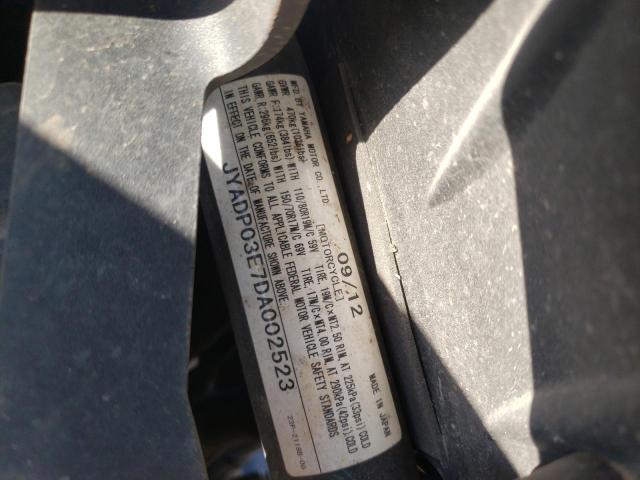 MFD. BY YAMAHA MOTOR CO., LTD. 09/12 MADE IN JAPAN
GVWR 470kg(1036lbs) [MOTORCYCLE]
GAWR F:174kg(384lbs) WITH 110/80R19M/C 59V TIRE, 19M/C×MT2.50 RIM, AT 225kPa(33psi)COLD
GAWR R:296kg(652lbs) WITH 150/70R17M/C 69V TIRE, 17M/C×MT4.00 RIM, AT 290kPa(42psi)COLD
THIS VEHICLE CONFORMS TO ALL APPLICABLE FEDERAL MOTOR VEHICLE SAFETY STANDARDS
IN EFFECT ON THE DATE OF MANUFACTURE SHOWN ABOVE.
JYADP03E7DA002523
23P-2118B-00